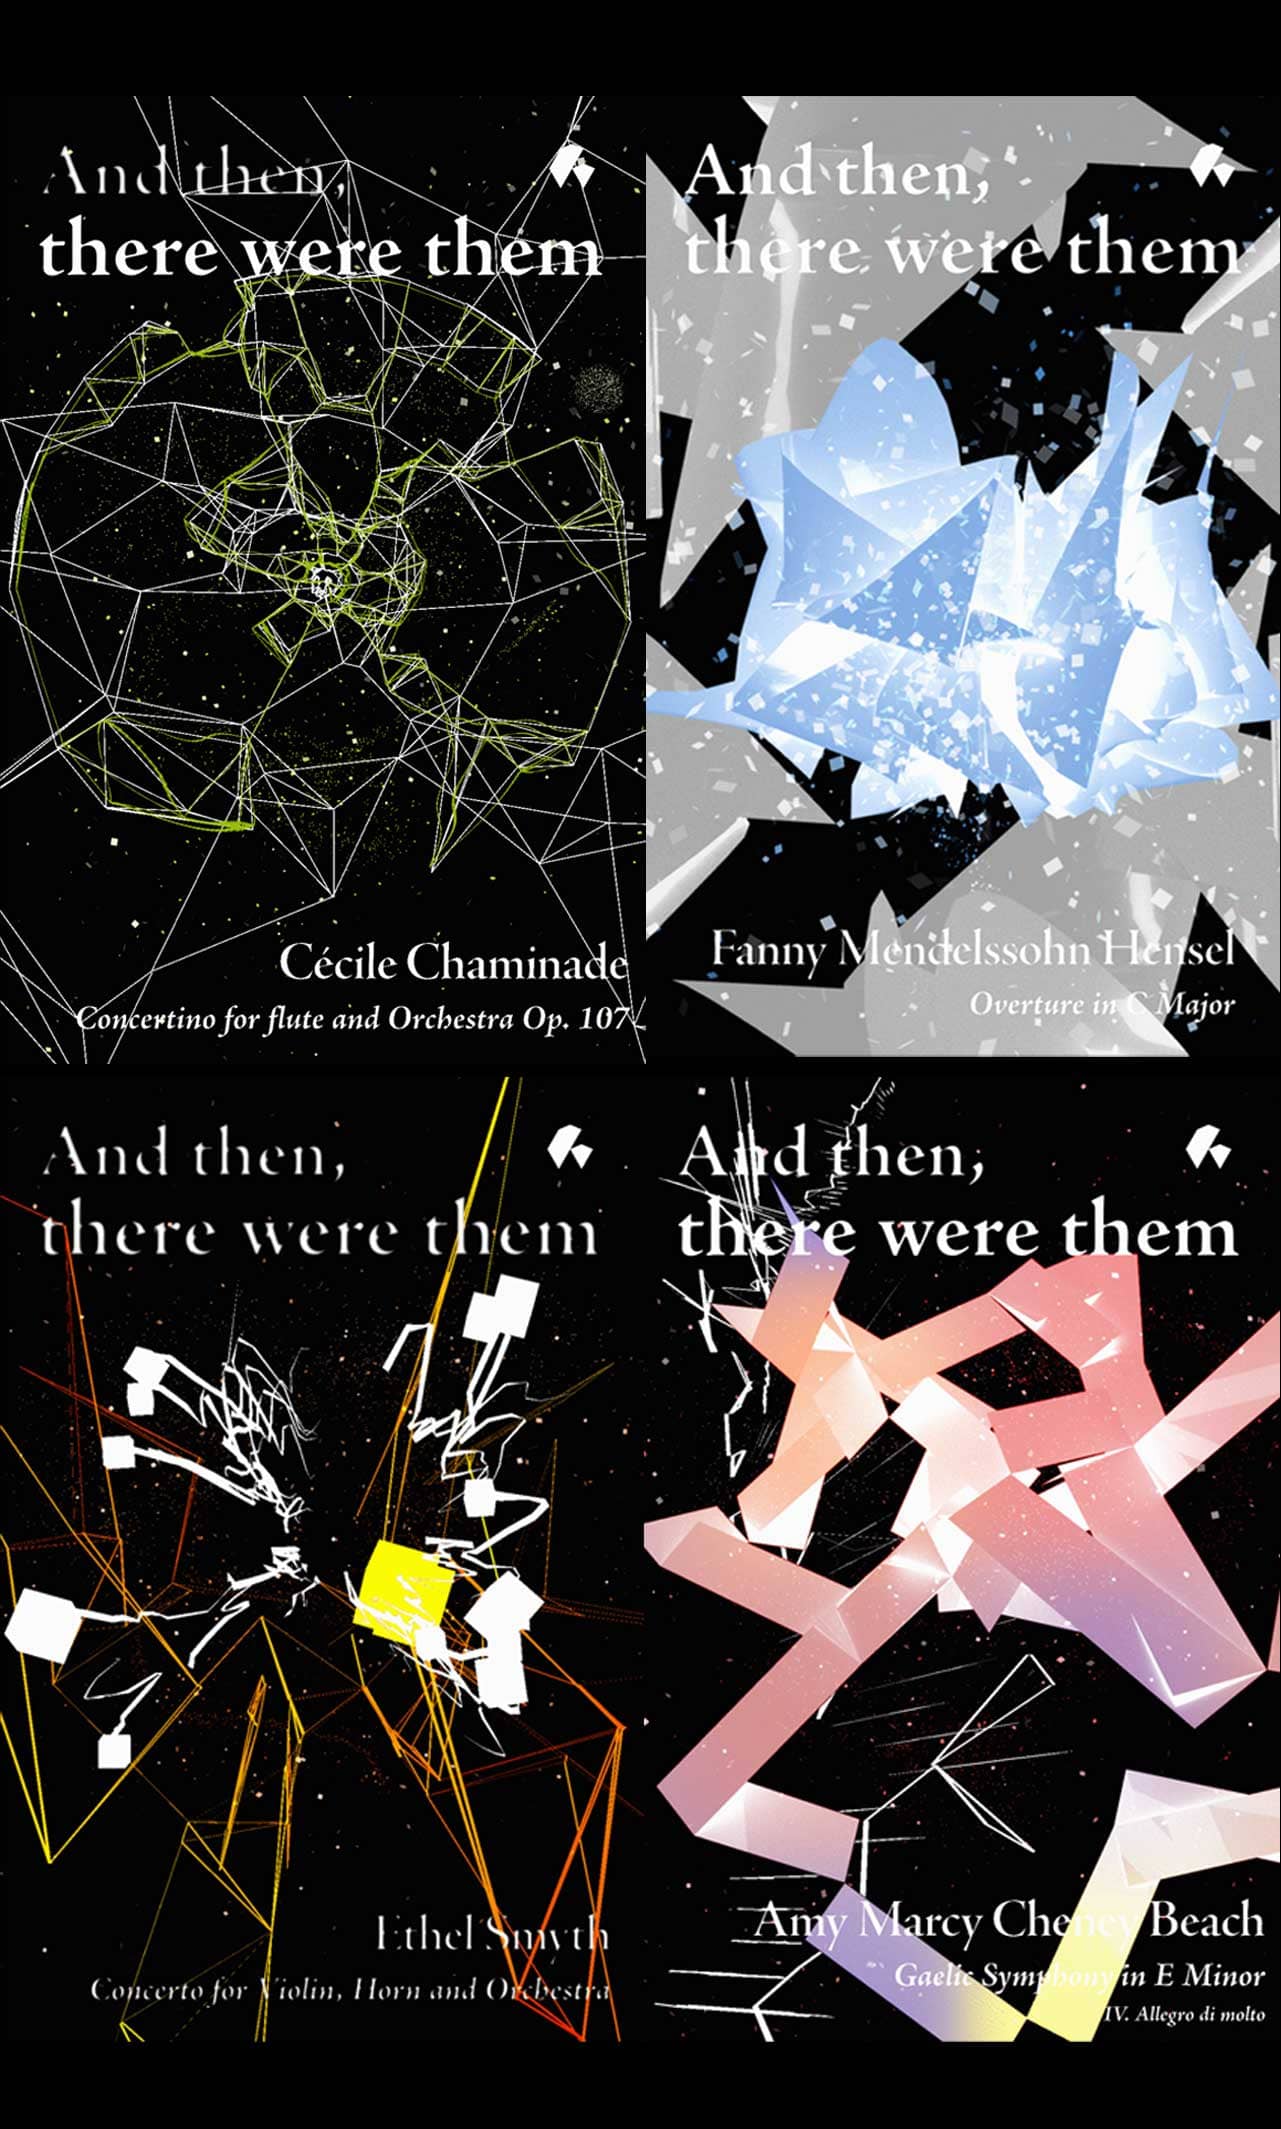 And then,
there were them
Cécile Chaminade
Concertino for flute and Orchestra Op. 107
And then,
there were them
Fanny Mendelssohn Hensel
Overture in C Major
And then,
there were them
Ethel Smyth
Concerto for Violin, Horn and Orchestra
And then,
there were them
Amy Marcy Cheney Beach
Gaelic Symphony in E Minor
IV. Allegro di molto